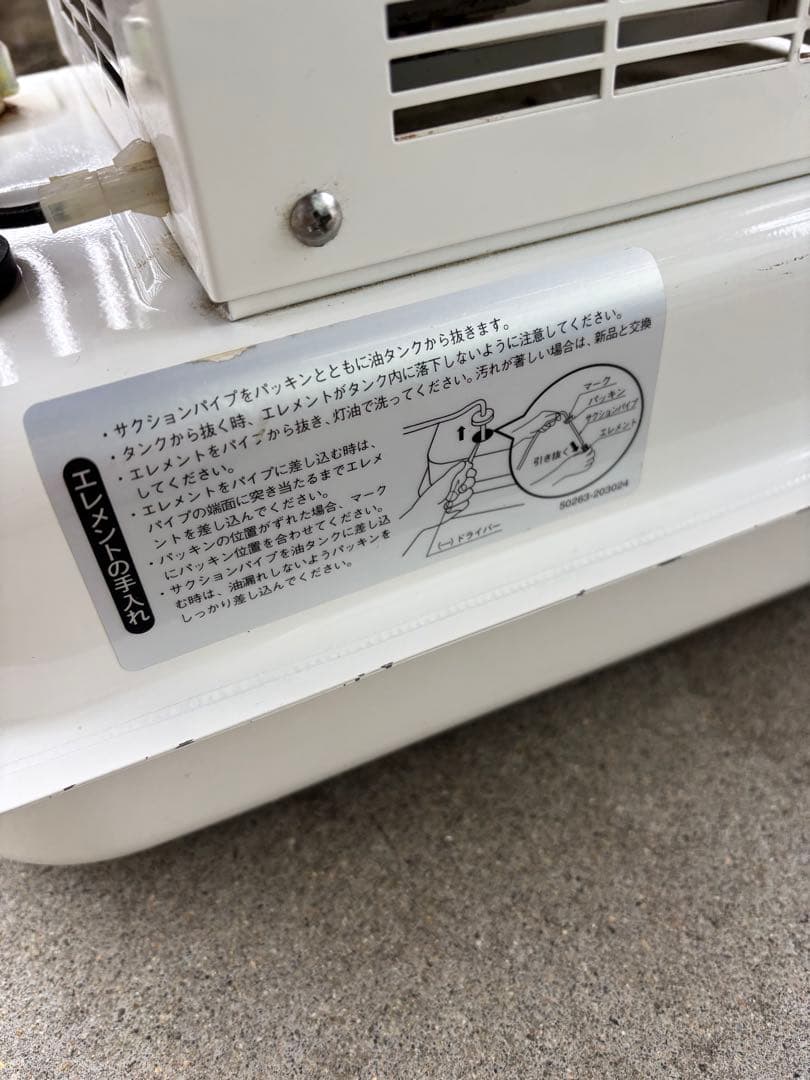 エレメントの手入れ
・サクションパイプをパッキンとともに油タンクから抜きます。
・タンクから抜く時、エレメントがタンク内に落下しないように注意してください。
・エレメントをパイプから抜き、灯油で洗ってください。汚れが著しい場合は、新品と交換
してください。
・エレメントをパイプに差し込む時は、
パイプの端面に突き当たるまでエレメ
ントを差し込んでください。
・パッキンの位置がずれた場合、マーク
にパッキン位置を合わせてください。
・サクションパイプを油タンクに差し込
む時は、油漏れしないようパッキンを
しっかり差し込んでください。
マーク
パッキン
サクションパイプ
エレメント
引き抜く
(一)ドライバー
50263-203024